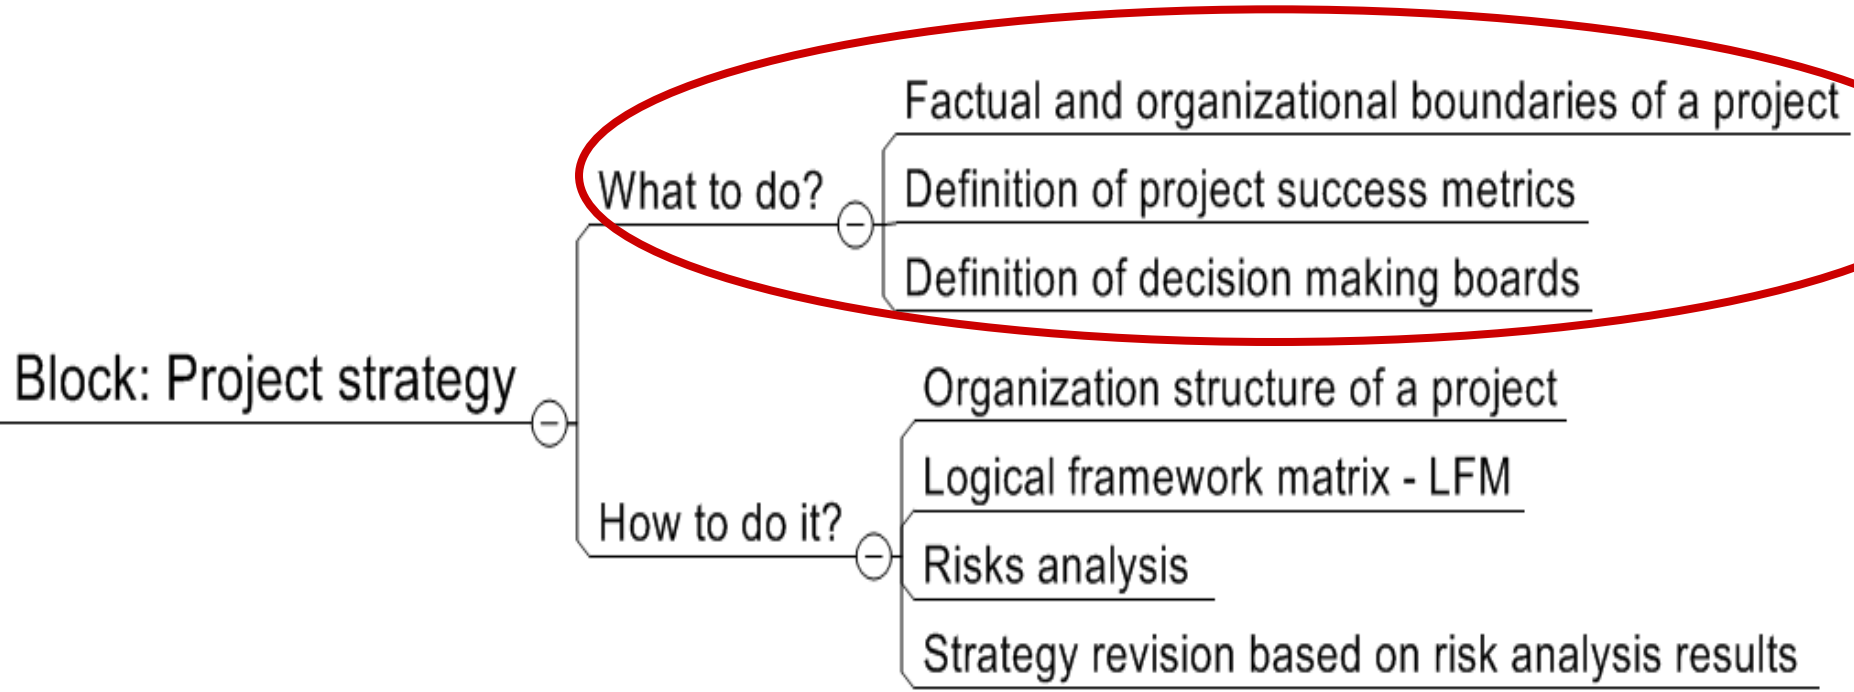 Factual and organizational boundaries of a project
What to do?
Definition of project success metrics
Definition of decision making boards
Block: Project strategy
Organization structure of a project
Logical framework matrix - LFM
How to do it?
Risks analysis
Strategy revision based on risk analysis results